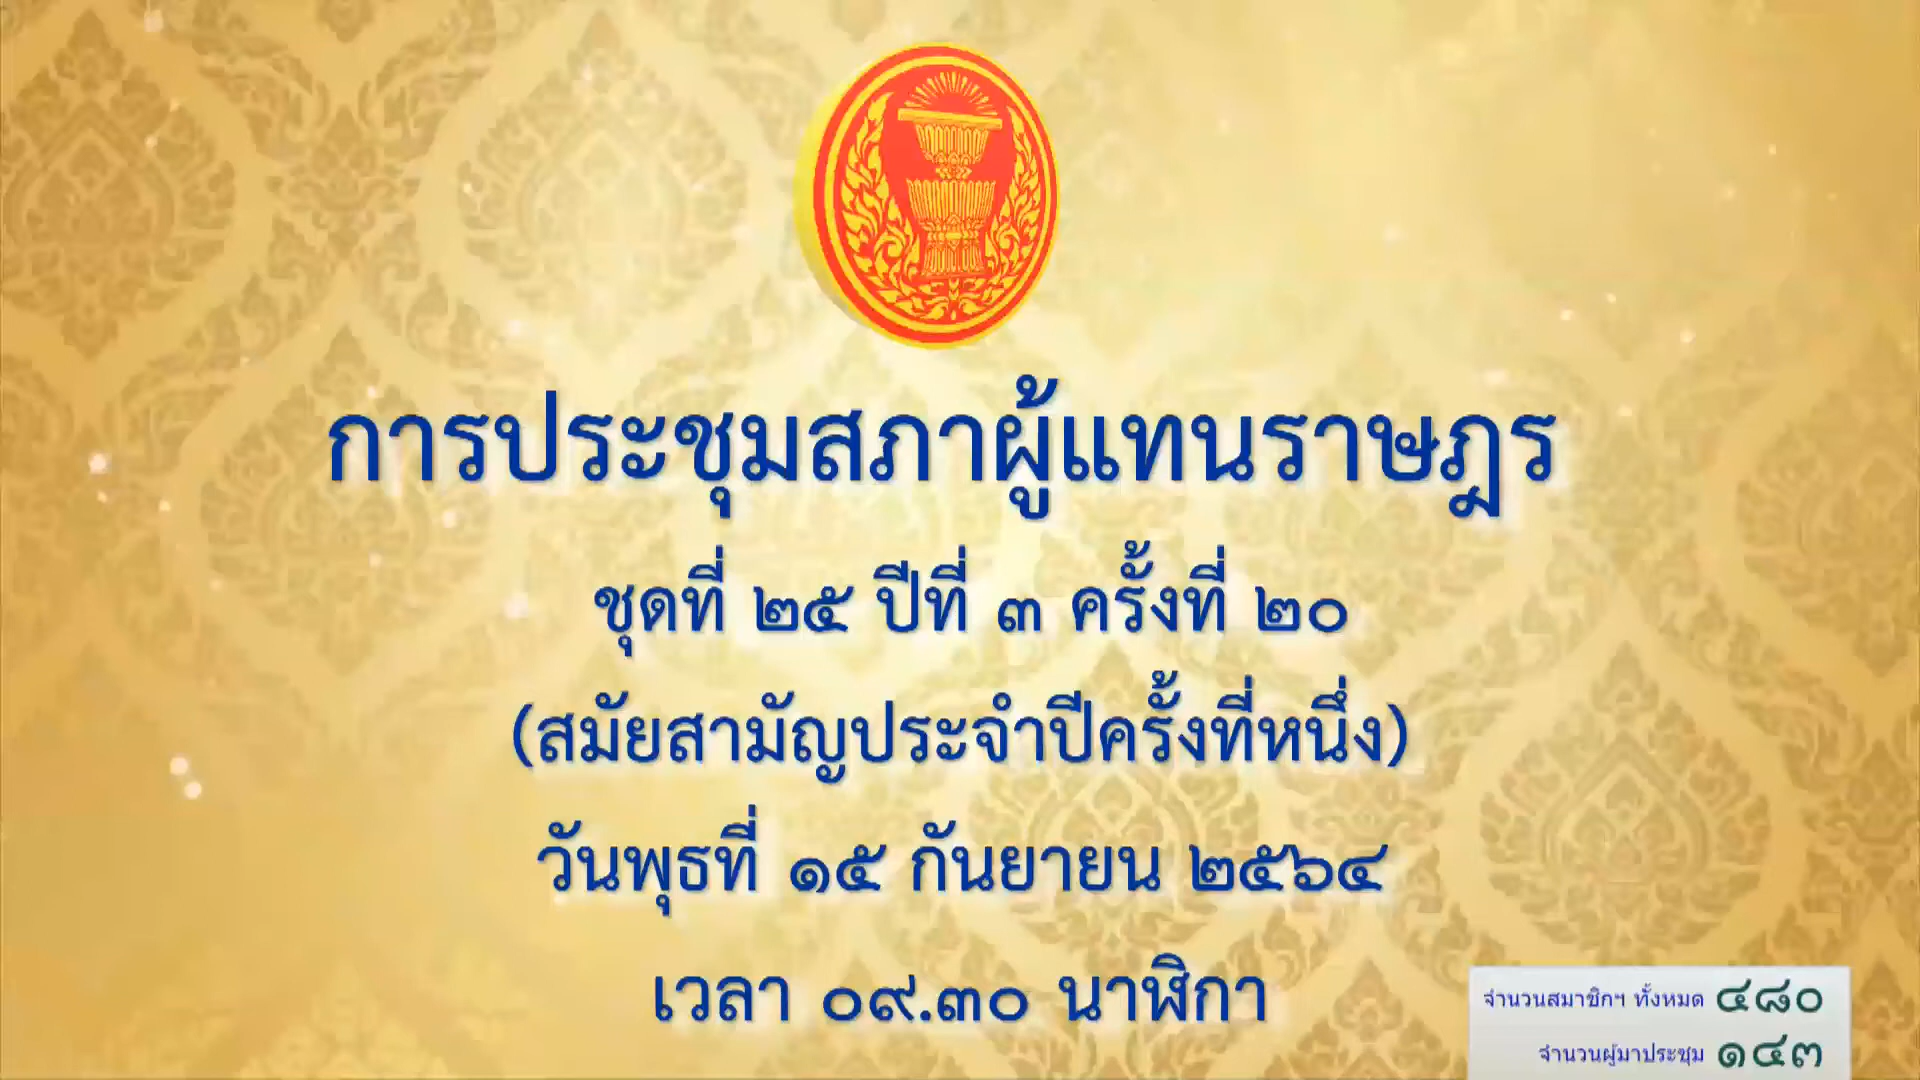 การประชุมสภาผู้แทนราษฎร
ชุดที่ ๒๕ ปีที่ ๓ ครั้งที่ ๒๐
(สมัยสามัญประจำปีครั้งที่หนึ่ง)
วันพุธที่ ๑๕ กันยายน ๒๕๖๔
เวลา ๐๙.๓๐ นาฬิกา
จำนวนสมาชิกฯ ทั้งหมด ๔๘๐
จำนวนผู้มาประชุม ๑๔๓